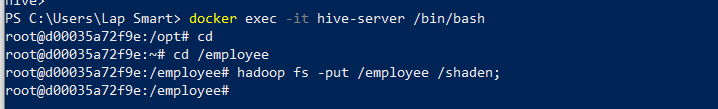 hive>
PS C:\Users\Lap Smart> docker exec -it hive-server /bin/bash
root@d00035a72f9e:/opt# cd
root@d00035a72f9e:~# cd /employee
root@d00035a72f9e:/employee# hadoop fs -put /employee /shaden;
root@d00035a72f9e:/employee#